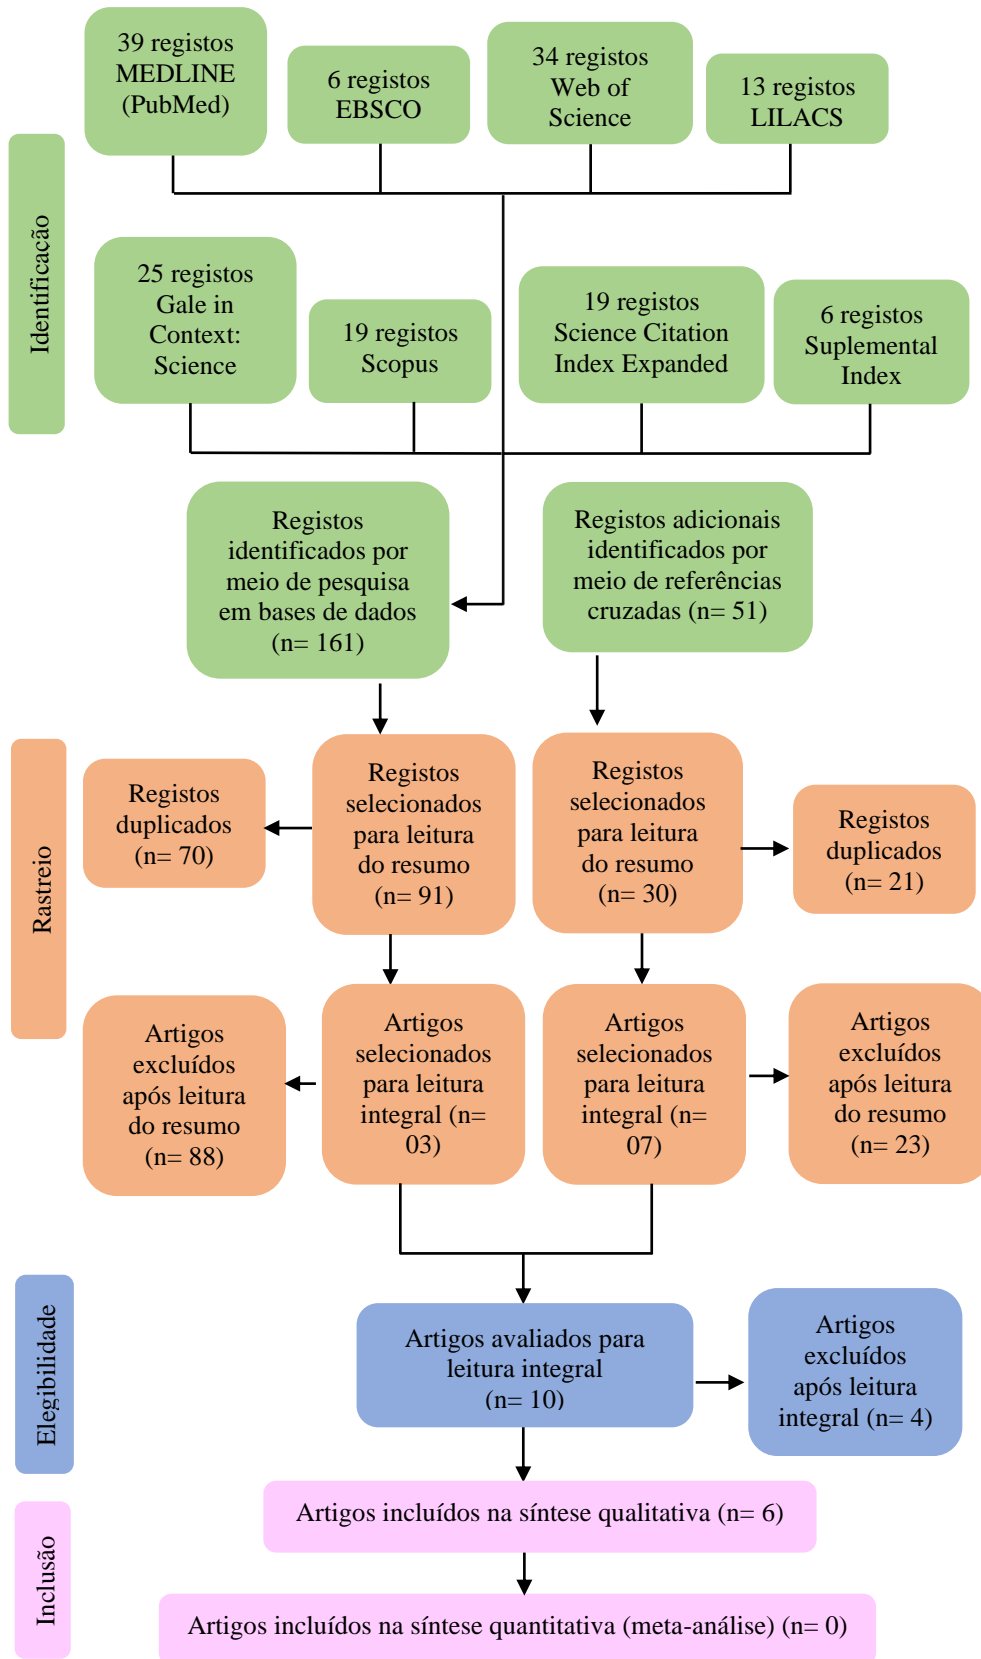 Identificação
39 registos
MEDLINE
(PubMed)
6 registos
EBSCO
34 registos
Web of
Science
13 registos
LILACS
25 registos
Gale in
Context:
Science
19 registos
Scopus
19 registos
Science Citation
Index Expanded
6 registos
Suplemental
Index
Registos
identificados por
meio de pesquisa
em bases de dados
(n= 161)
Registos adicionais
identificados por
meio de referências
cruzadas (n= 51)
Rastreio
Registos
duplicados
(n= 70)
Registos
selecionados
para leitura
do resumo
(n= 91)
Registos
selecionados
para leitura
do resumo
(n= 30)
Registos
duplicados
(n= 21)
Artigos
excluídos
após leitura
do resumo
(n= 88)
Artigos
selecionados
para leitura
integral (n=
03)
Artigos
selecionados
para leitura
integral (n=
07)
Artigos
excluídos
após leitura
do resumo
(n= 23)
Elegibilidade
Artigos avaliados para
leitura integral
(n= 10)
Artigos
excluídos
após leitura
integral (n= 4)
Inclusão
Artigos incluídos na síntese qualitativa (n= 6)
Artigos incluídos na síntese quantitativa (meta-análise) (n= 0)